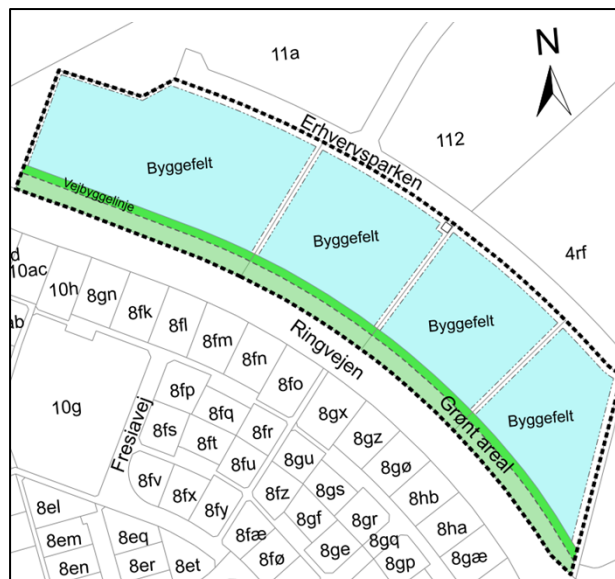 N
11a
112
Erhvervsparken
Byggefelt
Vejbyggelinje
Byggefelt
4rf
Byggefelt
Byggefelt
Grønt areal
Ringvejen
d
10ac
10h
8gn
8fk
8fl
8fm
8fn
8fo
ab
10g
Fresiavej
8fp
8fq
8fr
8fs
8ft
8fu
8fv
8fx
8fy
8gx
8gz
8gø
8hb
8ha
8gæ
8gu
8gs
8gr
8gq
8gp
8fz
8gf
8ge
8fæ
8fø
8el
8em
8en
8eq
8er
8et